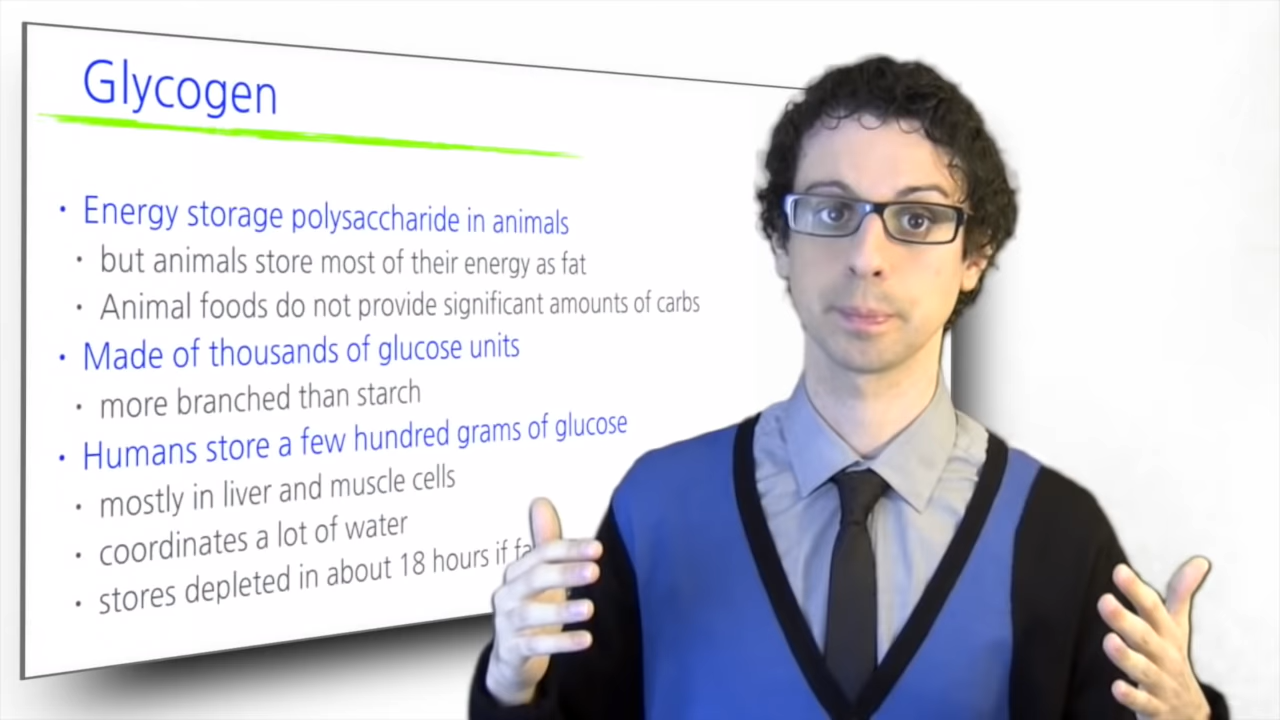 Glycogen
• Energy storage polysaccharide in animals
• but animals store most of their energy as fat
• Animal foods do not provide significant amounts of carbs
• Made of thousands of glucose units
• more branched than starch
• Humans store a few hundred grams of glucose
• mostly in liver and muscle cells
• coordinates a lot of water
• stores depleted in about 18 hours if